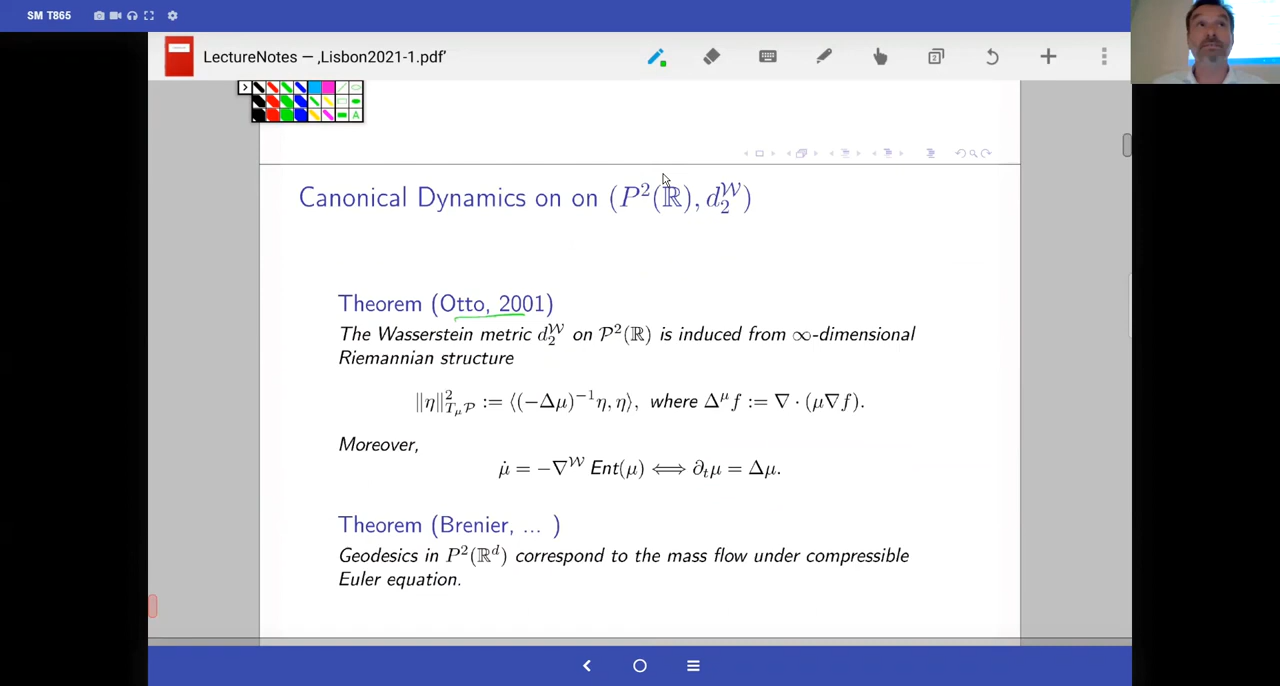 SM T865
LectureNotes — ‚Lisbon2021-1.pdf‘
Canonical Dynamics on on (P²(ℝ), d₂^𝒲)
Theorem (Otto, 2001)
The Wasserstein metric d₂^𝒲 on 𝒫²(ℝ) is induced from ∞-dimensional
Riemannian structure
‖η‖²_{T_μ𝒫} := ⟨(−Δμ)⁻¹η, η⟩, where Δ^μ f := ∇ · (μ∇f).
Moreover,
μ̇ = −∇^𝒲 Ent(μ) ⟺ ∂ₜμ = Δμ.
Theorem (Brenier, ... )
Geodesics in P²(ℝᵈ) correspond to the mass flow under compressible
Euler equation.